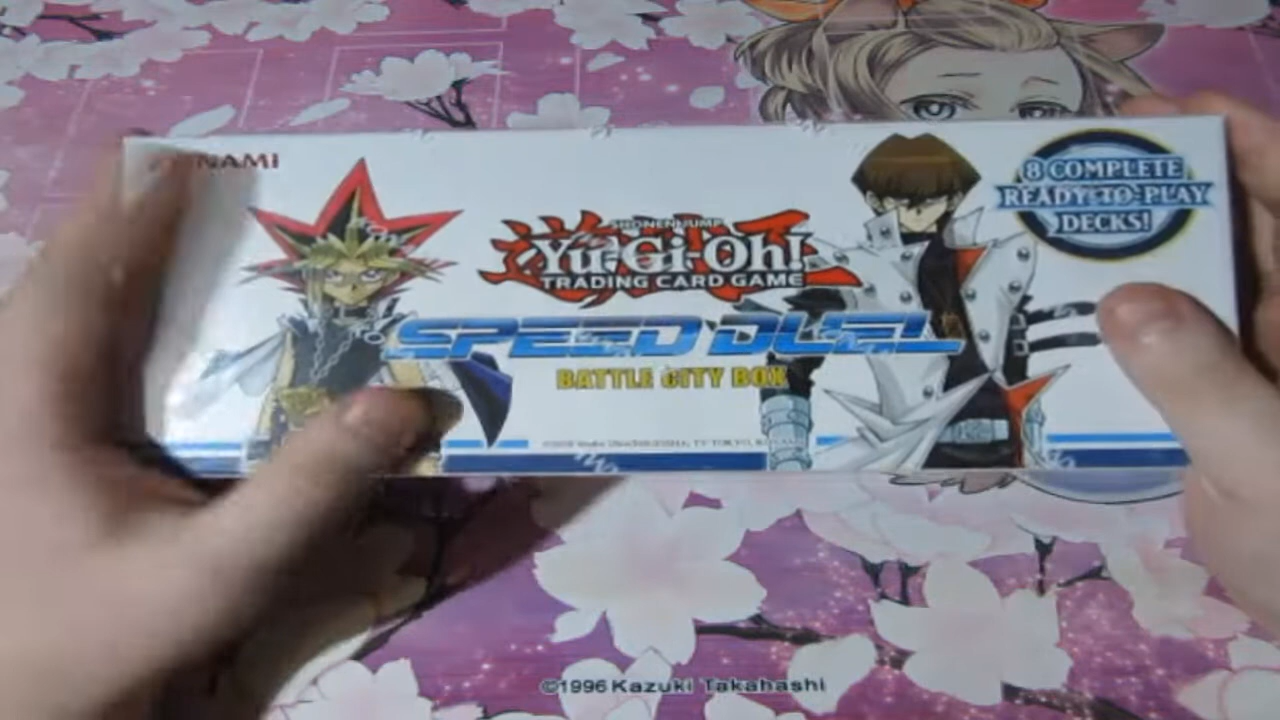 KONAMI
8 COMPLETE
READY-TO-PLAY
DECKS!
SHONEN JUMP
Yu-Gi-Oh!
TRADING CARD GAME
SPEED DUEL
BATTLE CITY BOX
©1996 Kazuki Takahashi